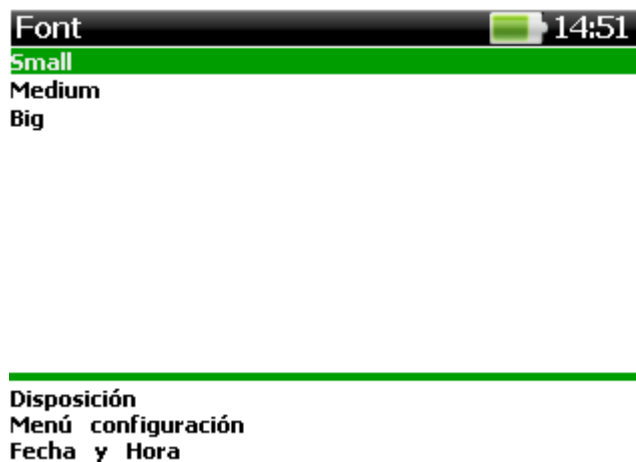 Font 14:51
Small
Medium
Big
Disposición
Menú configuración
Fecha y Hora